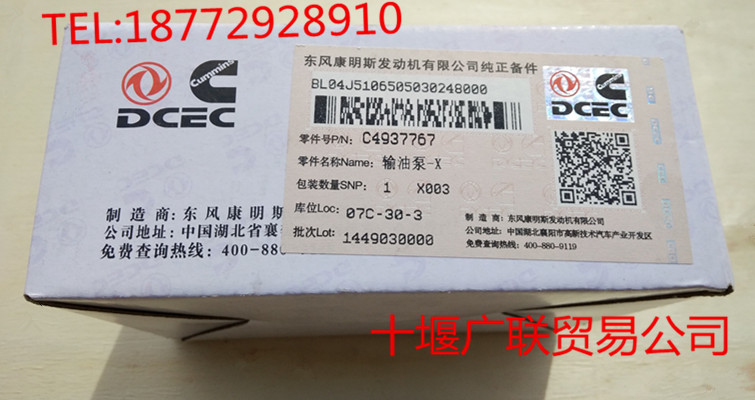 TEL:18772928910
Cummins
DCEC
制 造 商: 东风康明斯
公司地址: 中国湖北省襄
免费查询热线: 400-880
东风康明斯发动机有限公司纯正备件
BL04J5106505030248000
零件号P/N: C4937767
零件名称Name: 输油泵-X
包装数量SNP: 1 X003
库位Loc: 07C-30-3
批次Lot: 1449030000
DCEC
制 造 商: 东风康明斯发动机有限公司
公司地址: 中国湖北襄阳市高新技术汽车产业开发区
免费查询热线: 400-880-9119
十堰广联贸易公司